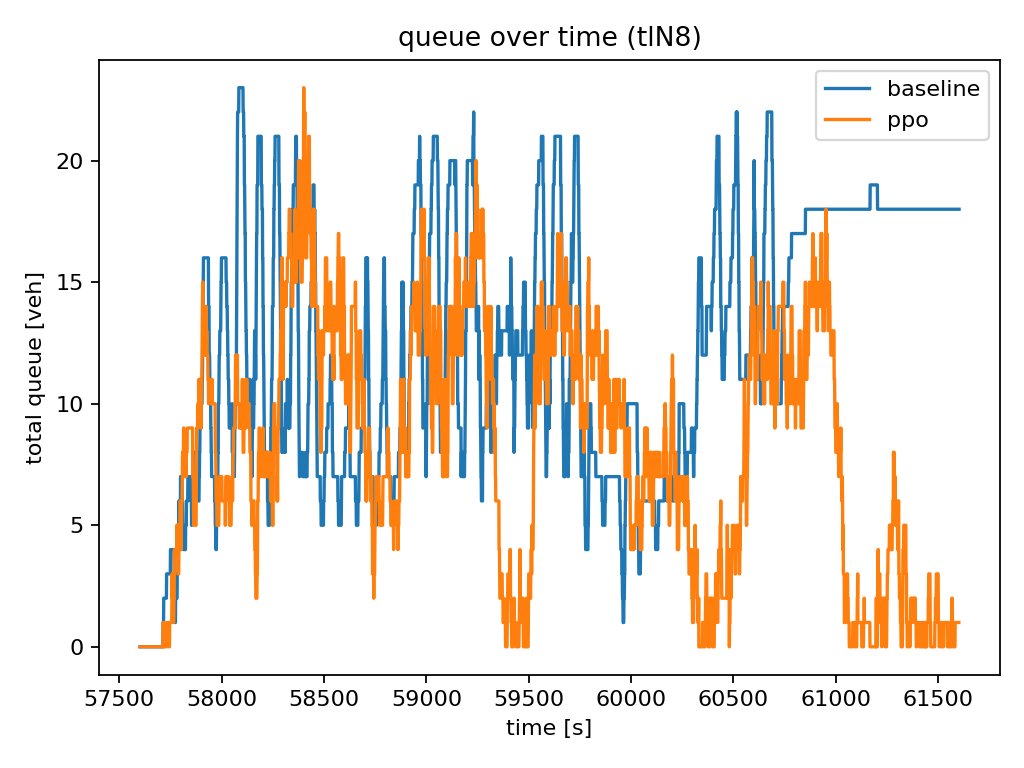 queue over time (tlN8)
baseline
ppo
total queue [veh]
20
15
10
5
0
57500 58000 58500 59000 59500 60000 60500 61000 61500
time [s]